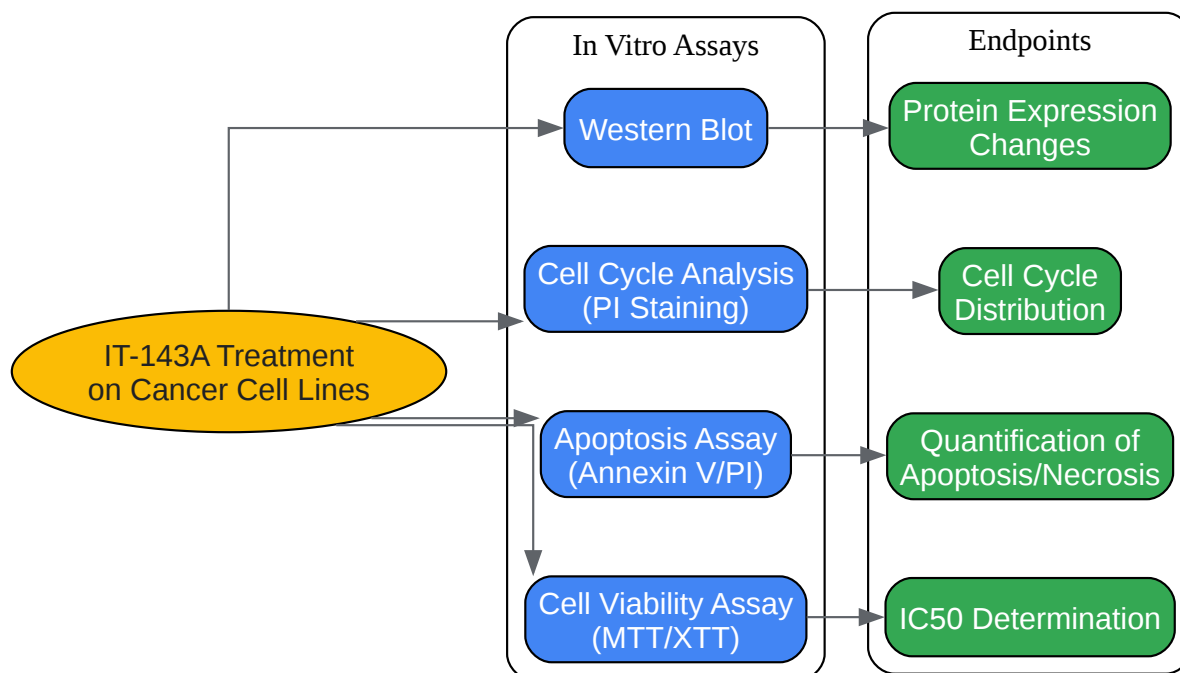 In Vitro Assays
Endpoints
Western Blot
Protein Expression
Changes
Cell Cycle Analysis
(PI Staining)
Cell Cycle
Distribution
IT-143A Treatment
on Cancer Cell Lines
Apoptosis Assay
(Annexin V/PI)
Quantification of
Apoptosis/Necrosis
Cell Viability Assay
(MTT/XTT)
IC50 Determination